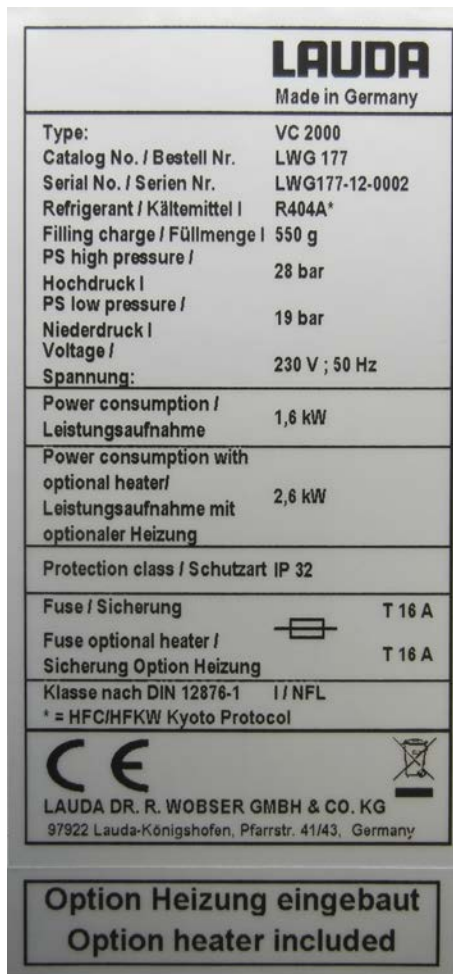 LAUDA
Made in Germany
Type: VC 2000
Catalog No. / Bestell Nr. LWG 177
Serial No. / Serien Nr. LWG177-12-0002
Refrigerant / Kältemittel I R404A*
Filling charge / Füllmenge I 550 g
PS high pressure /
Hochdruck I 28 bar
PS low pressure /
Niederdruck I 19 bar
Voltage /
Spannung: 230 V ; 50 Hz
Power consumption /
Leistungsaufnahme 1,6 kW
Power consumption with
optional heater/
Leistungsaufnahme mit 2,6 kW
optionaler Heizung
Protection class / Schutzart IP 32
Fuse / Sicherung T 16 A
Fuse optional heater /
Sicherung Option Heizung T 16 A
Klasse nach DIN 12876-1 I / NFL
* = HFC/HFKW Kyoto Protocol
CE
LAUDA DR. R. WOBSER GMBH & CO. KG
97922 Lauda-Königshofen, Pfarrstr. 41/43, Germany
Option Heizung eingebaut
Option heater included